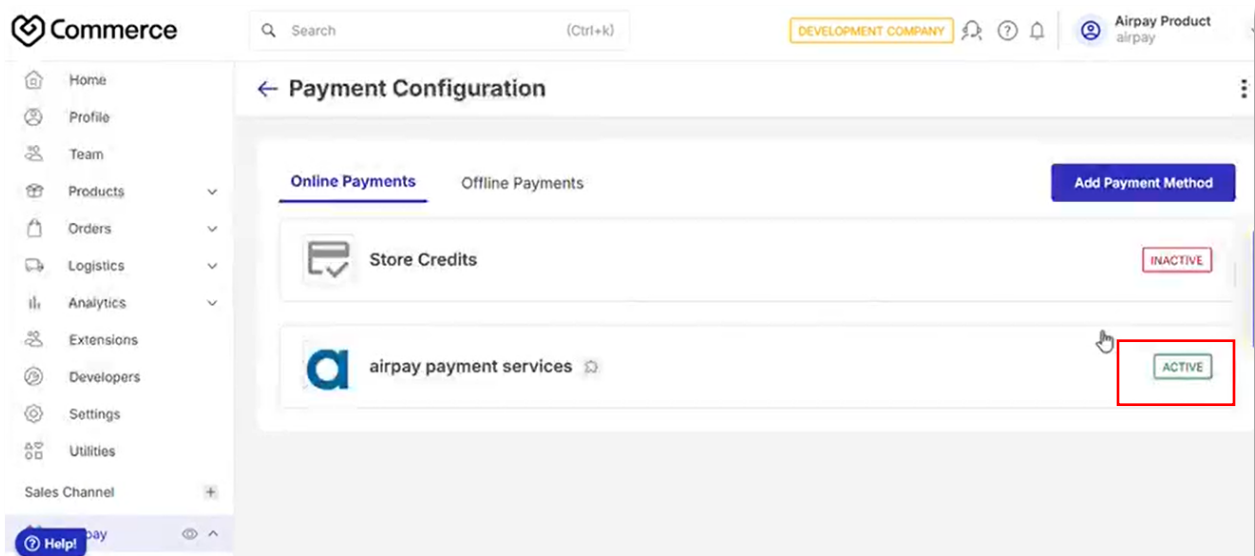 Commerce
Search (Ctrl+k)
DEVELOPMENT COMPANY
Airpay Product
airpay
Home
Profile
Team
Products
Orders
Logistics
Analytics
Extensions
Developers
Settings
Utilities
Sales Channel
pay
Help!
Payment Configuration
Online Payments Offline Payments
Add Payment Method
Store Credits INACTIVE
airpay payment services ACTIVE